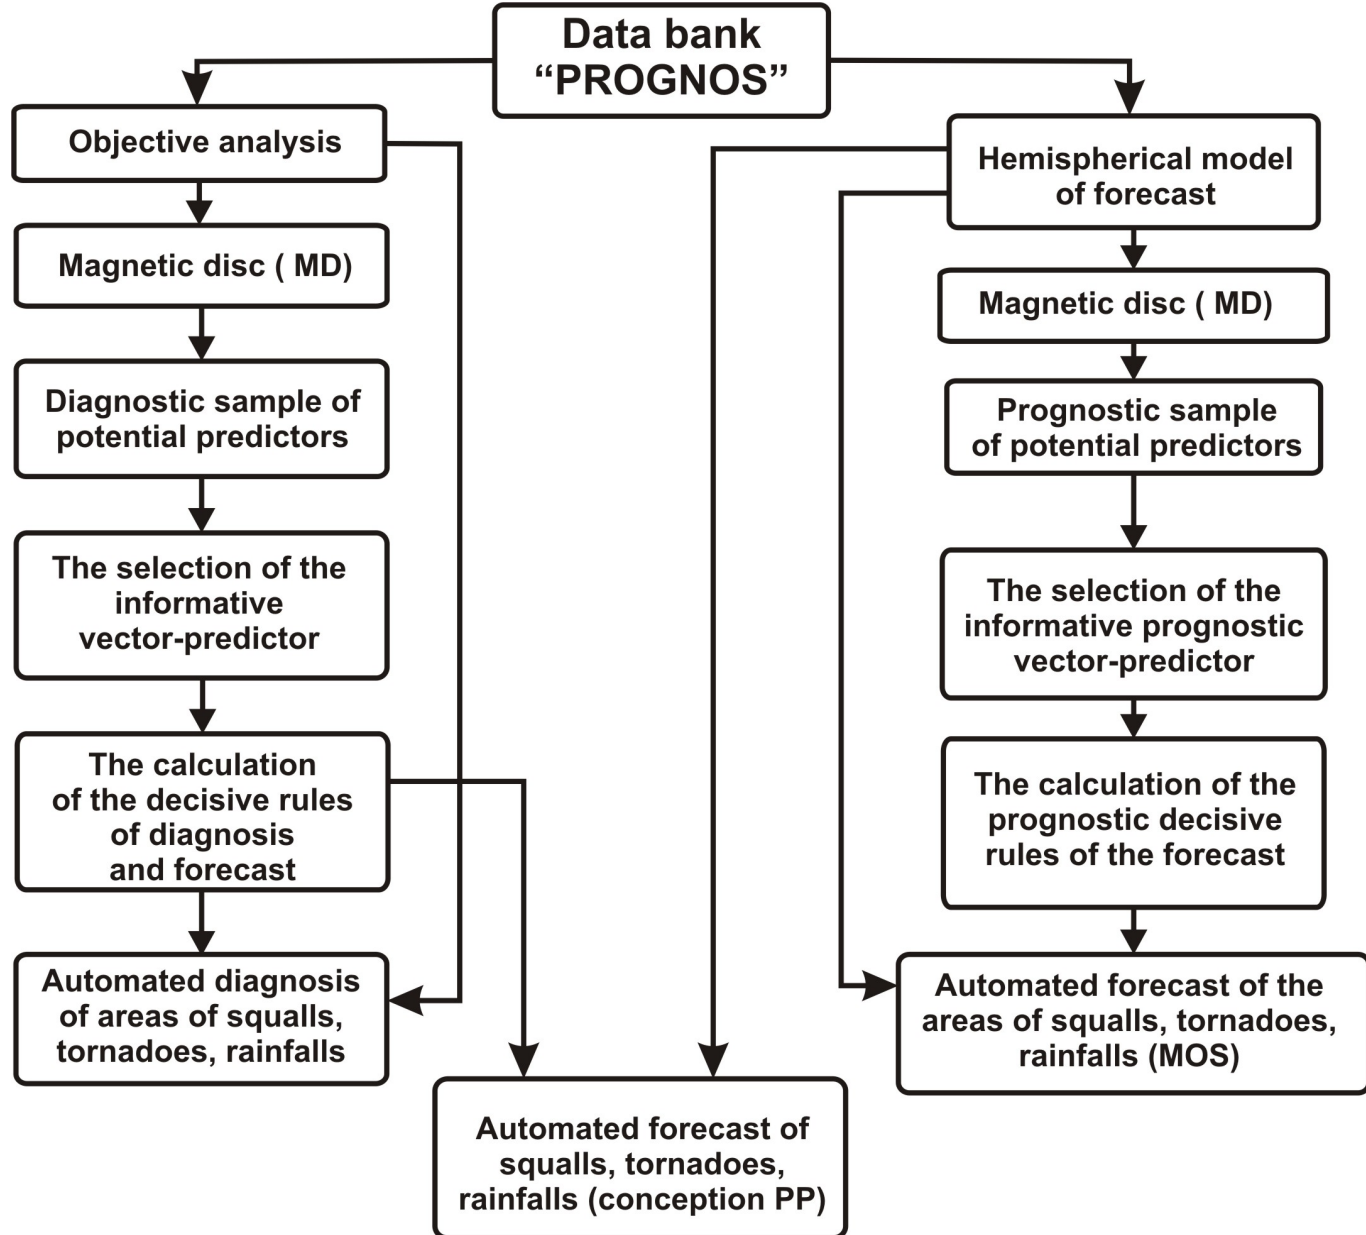 Data bank
“PROGNOS”
Objective analysis
Magnetic disc ( MD)
Diagnostic sample of
potential predictors
The selection of the
informative
vector-predictor
The calculation
of the decisive rules
of diagnosis
and forecast
Automated diagnosis
of areas of squalls,
tornadoes, rainfalls
Automated forecast of
squalls, tornadoes,
rainfalls (conception PP)
Hemispherical model
of forecast
Magnetic disc ( MD)
Prognostic sample
of potential predictors
The selection of the
informative prognostic
vector-predictor
The calculation of the
prognostic decisive
rules of the forecast
Automated forecast of the
areas of squalls, tornadoes,
rainfalls (MOS)